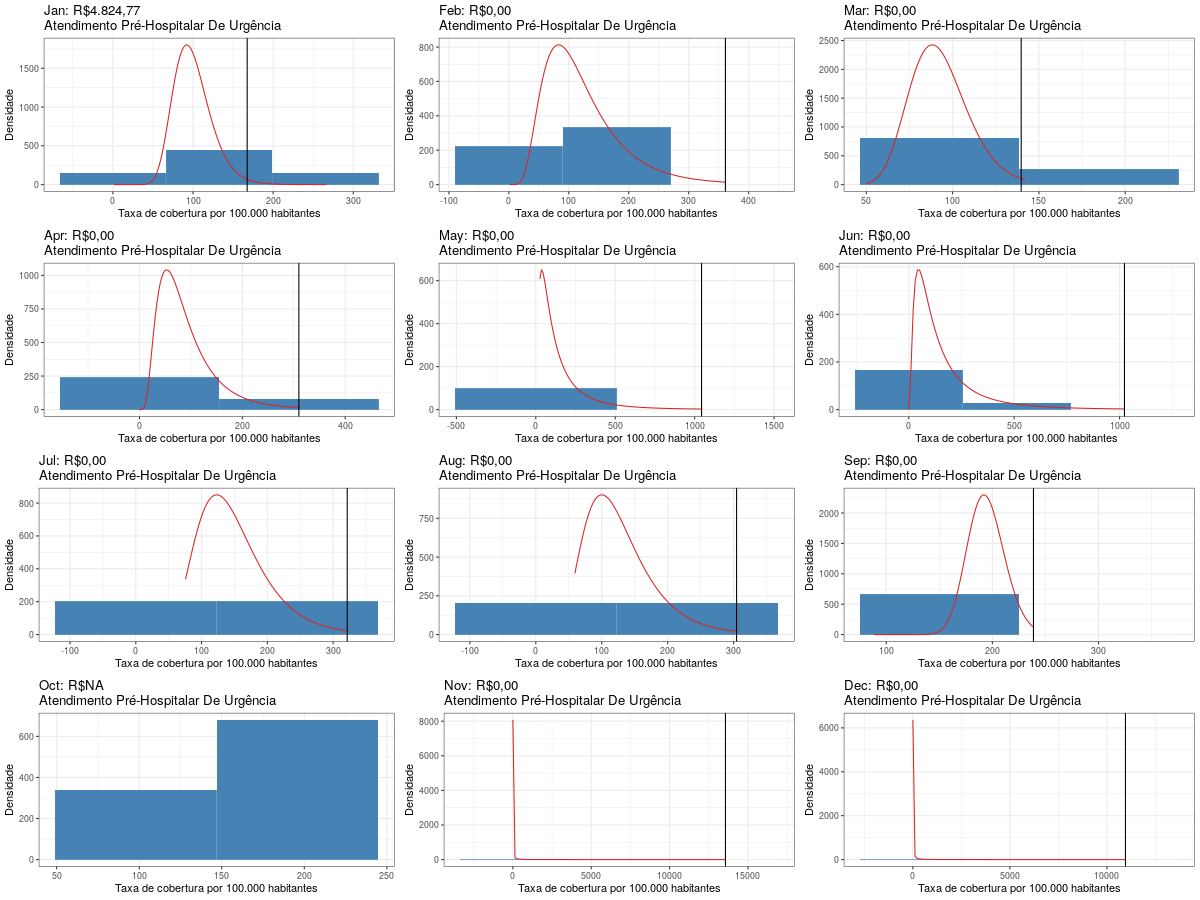 Jan: R$4.824,77
Atendimento Pré-Hospitalar De Urgência
Densidade
1500
1000
500
0
0
100
200
300
Taxa de cobertura por 100.000 habitantes
Feb: R$0,00
Atendimento Pré-Hospitalar De Urgência
Densidade
800
600
400
200
0
-100
0
100
200
300
400
Taxa de cobertura por 100.000 habitantes
Mar: R$0,00
Atendimento Pré-Hospitalar De Urgência
Densidade
2500
2000
1500
1000
500
0
50
100
150
200
Taxa de cobertura por 100.000 habitantes
Apr: R$0,00
Atendimento Pré-Hospitalar De Urgência
Densidade
1000
750
500
250
0
0
200
400
Taxa de cobertura por 100.000 habitantes
May: R$0,00
Atendimento Pré-Hospitalar De Urgência
Densidade
600
400
200
0
-500
0
500
1000
1500
Taxa de cobertura por 100.000 habitantes
Jun: R$0,00
Atendimento Pré-Hospitalar De Urgência
Densidade
600
400
200
0
0
500
1000
Taxa de cobertura por 100.000 habitantes
Jul: R$0,00
Atendimento Pré-Hospitalar De Urgência
Densidade
800
600
400
200
0
-100
0
100
200
300
Taxa de cobertura por 100.000 habitantes
Aug: R$0,00
Atendimento Pré-Hospitalar De Urgência
Densidade
750
500
250
0
-100
0
100
200
300
Taxa de cobertura por 100.000 habitantes
Sep: R$0,00
Atendimento Pré-Hospitalar De Urgência
Densidade
2000
1500
1000
500
0
100
200
300
Taxa de cobertura por 100.000 habitantes
Oct: R$NA
Atendimento Pré-Hospitalar De Urgência
Densidade
600
400
200
0
50
100
150
200
250
Taxa de cobertura por 100.000 habitantes
Nov: R$0,00
Atendimento Pré-Hospitalar De Urgência
Densidade
8000
6000
4000
2000
0
0
5000
10000
15000
Taxa de cobertura por 100.000 habitantes
Dec: R$0,00
Atendimento Pré-Hospitalar De Urgência
Densidade
6000
4000
2000
0
0
5000
10000
Taxa de cobertura por 100.000 habitantes